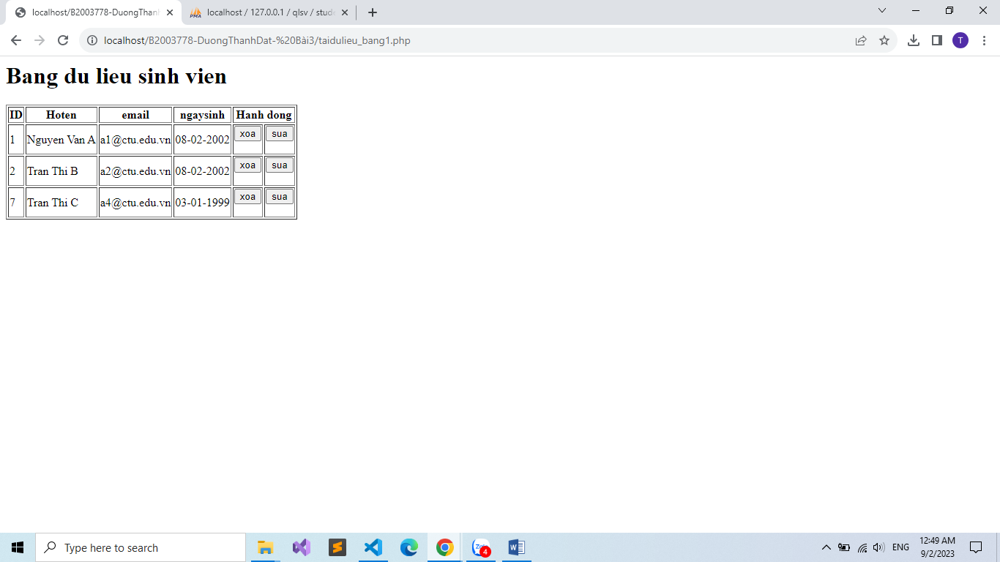 localhost/B2003778-DuongThanh
localhost / 127.0.0.1 / qlsv / stude
localhost/B2003778-DuongThanhDat-%20Bài3/taidulieu_bang1.php
T
Bang du lieu sinh vien
ID Hoten email ngaysinh Hanh dong
1 Nguyen Van A a1@ctu.edu.vn 08-02-2002 xoa sua
2 Tran Thi B a2@ctu.edu.vn 08-02-2002 xoa sua
7 Tran Thi C a4@ctu.edu.vn 03-01-1999 xoa sua
Type here to search
4
ENG
12:49 AM
9/2/2023